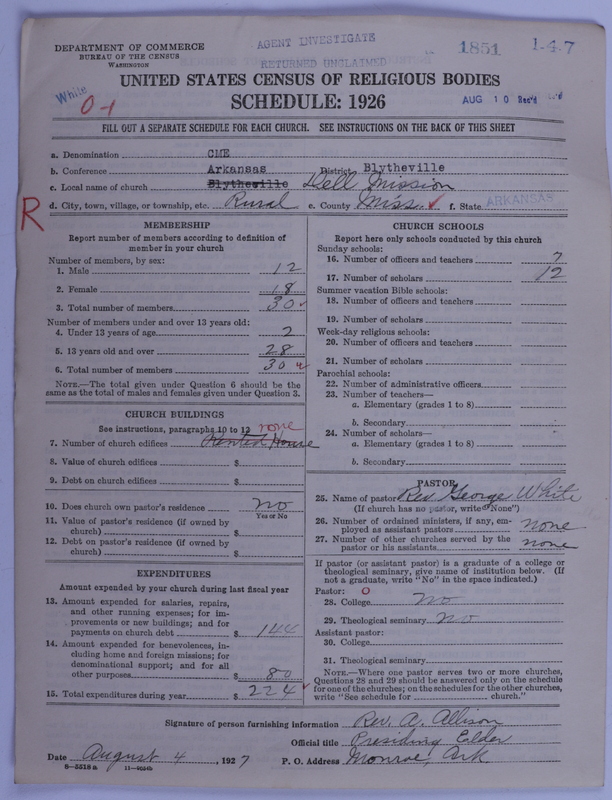 DEPARTMENT OF COMMERCE
BUREAU OF THE CENSUS
WASHINGTON
AGENT INVESTIGATE
RETURNED UNCLAIMED
1851
1-4-7
UNITED STATES CENSUS OF RELIGIOUS BODIES
White
0-1
SCHEDULE: 1926
AUG 10 Rec'd
FILL OUT A SEPARATE SCHEDULE FOR EACH CHURCH. SEE INSTRUCTIONS ON THE BACK OF THIS SHEET
a. Denomination CME
b. Conference Arkansas District Blytheville
c. Local name of church Blytheville Dell Mission
d. City, town, village, or township, etc. Rural e. County Miss. f. State ARKANSAS
R
MEMBERSHIP
Report number of members according to definition of
member in your church
Number of members, by sex:
1. Male 12
2. Female 18
3. Total number of members 30
Number of members under and over 13 years old:
4. Under 13 years of age 2
5. 13 years old and over 28
6. Total number of members 30
NOTE.—The total given under Question 6 should be the
same as the total of males and females given under Question 3.
CHURCH BUILDINGS
See instructions, paragraphs 10 to 12 none
7. Number of church edifices Rented House
8. Value of church edifices $
9. Debt on church edifices $
10. Does church own pastor's residence No
Yes or No
11. Value of pastor's residence (if owned by
church) $
12. Debt on pastor's residence (if owned by
church) $
EXPENDITURES
Amount expended by your church during last fiscal year
13. Amount expended for salaries, repairs,
and other running expenses; for im-
provements or new buildings; and for
payments on church debt $ 144
14. Amount expended for benevolences, in-
cluding home and foreign missions; for
denominational support; and for all
other purposes $ 80
15. Total expenditures during year $ 224
CHURCH SCHOOLS
Report here only schools conducted by this church
Sunday schools:
16. Number of officers and teachers 7
17. Number of scholars 12
Summer vacation Bible schools:
18. Number of officers and teachers
19. Number of scholars
Week-day religious schools:
20. Number of officers and teachers
21. Number of scholars
Parochial schools:
22. Number of administrative officers
23. Number of teachers—
a. Elementary (grades 1 to 8)
b. Secondary
24. Number of scholars—
a. Elementary (grades 1 to 8)
b. Secondary
PASTOR
25. Name of pastor Rev George White
(If church has no pastor, write "None")
26. Number of ordained ministers, if any, em-
ployed as assistant pastors none
27. Number of other churches served by the
pastor or his assistants none
If pastor (or assistant pastor) is a graduate of a college or
theological seminary, give name of institution below. (If
not a graduate, write "No" in the space indicated.)
Pastor: O
28. College no
29. Theological seminary no
Assistant pastor:
30. College
31. Theological seminary
NOTE.—Where one pastor serves two or more churches,
Questions 28 and 29 should be answered only on the schedule
for one of the churches; on the schedules for the other churches,
write "See schedule for church."
Signature of person furnishing information Rev. A. Allison
Official title Presiding Elder
Date August 4, 1927 P. O. Address Monroe, Ark
8-5518 a 11-4034b